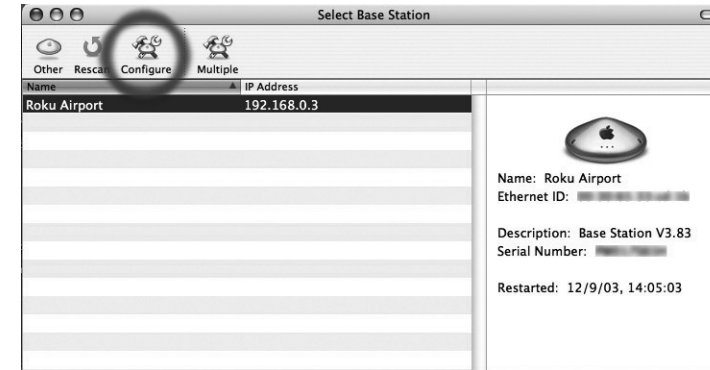 Select Base Station
Other Rescan Configure Multiple
Name IP Address
Roku Airport 192.168.0.3
Name: Roku Airport
Ethernet ID:
Description: Base Station V3.83
Serial Number:
Restarted: 12/9/03, 14:05:03